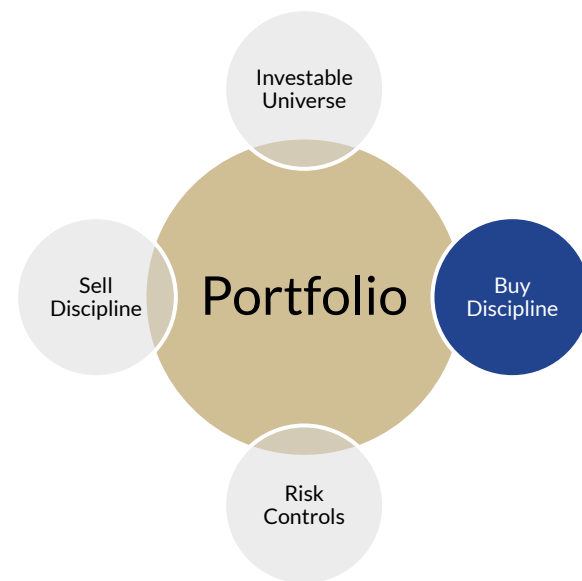 Investable
Universe
Sell
Discipline
Portfolio
Buy
Discipline
Risk
Controls